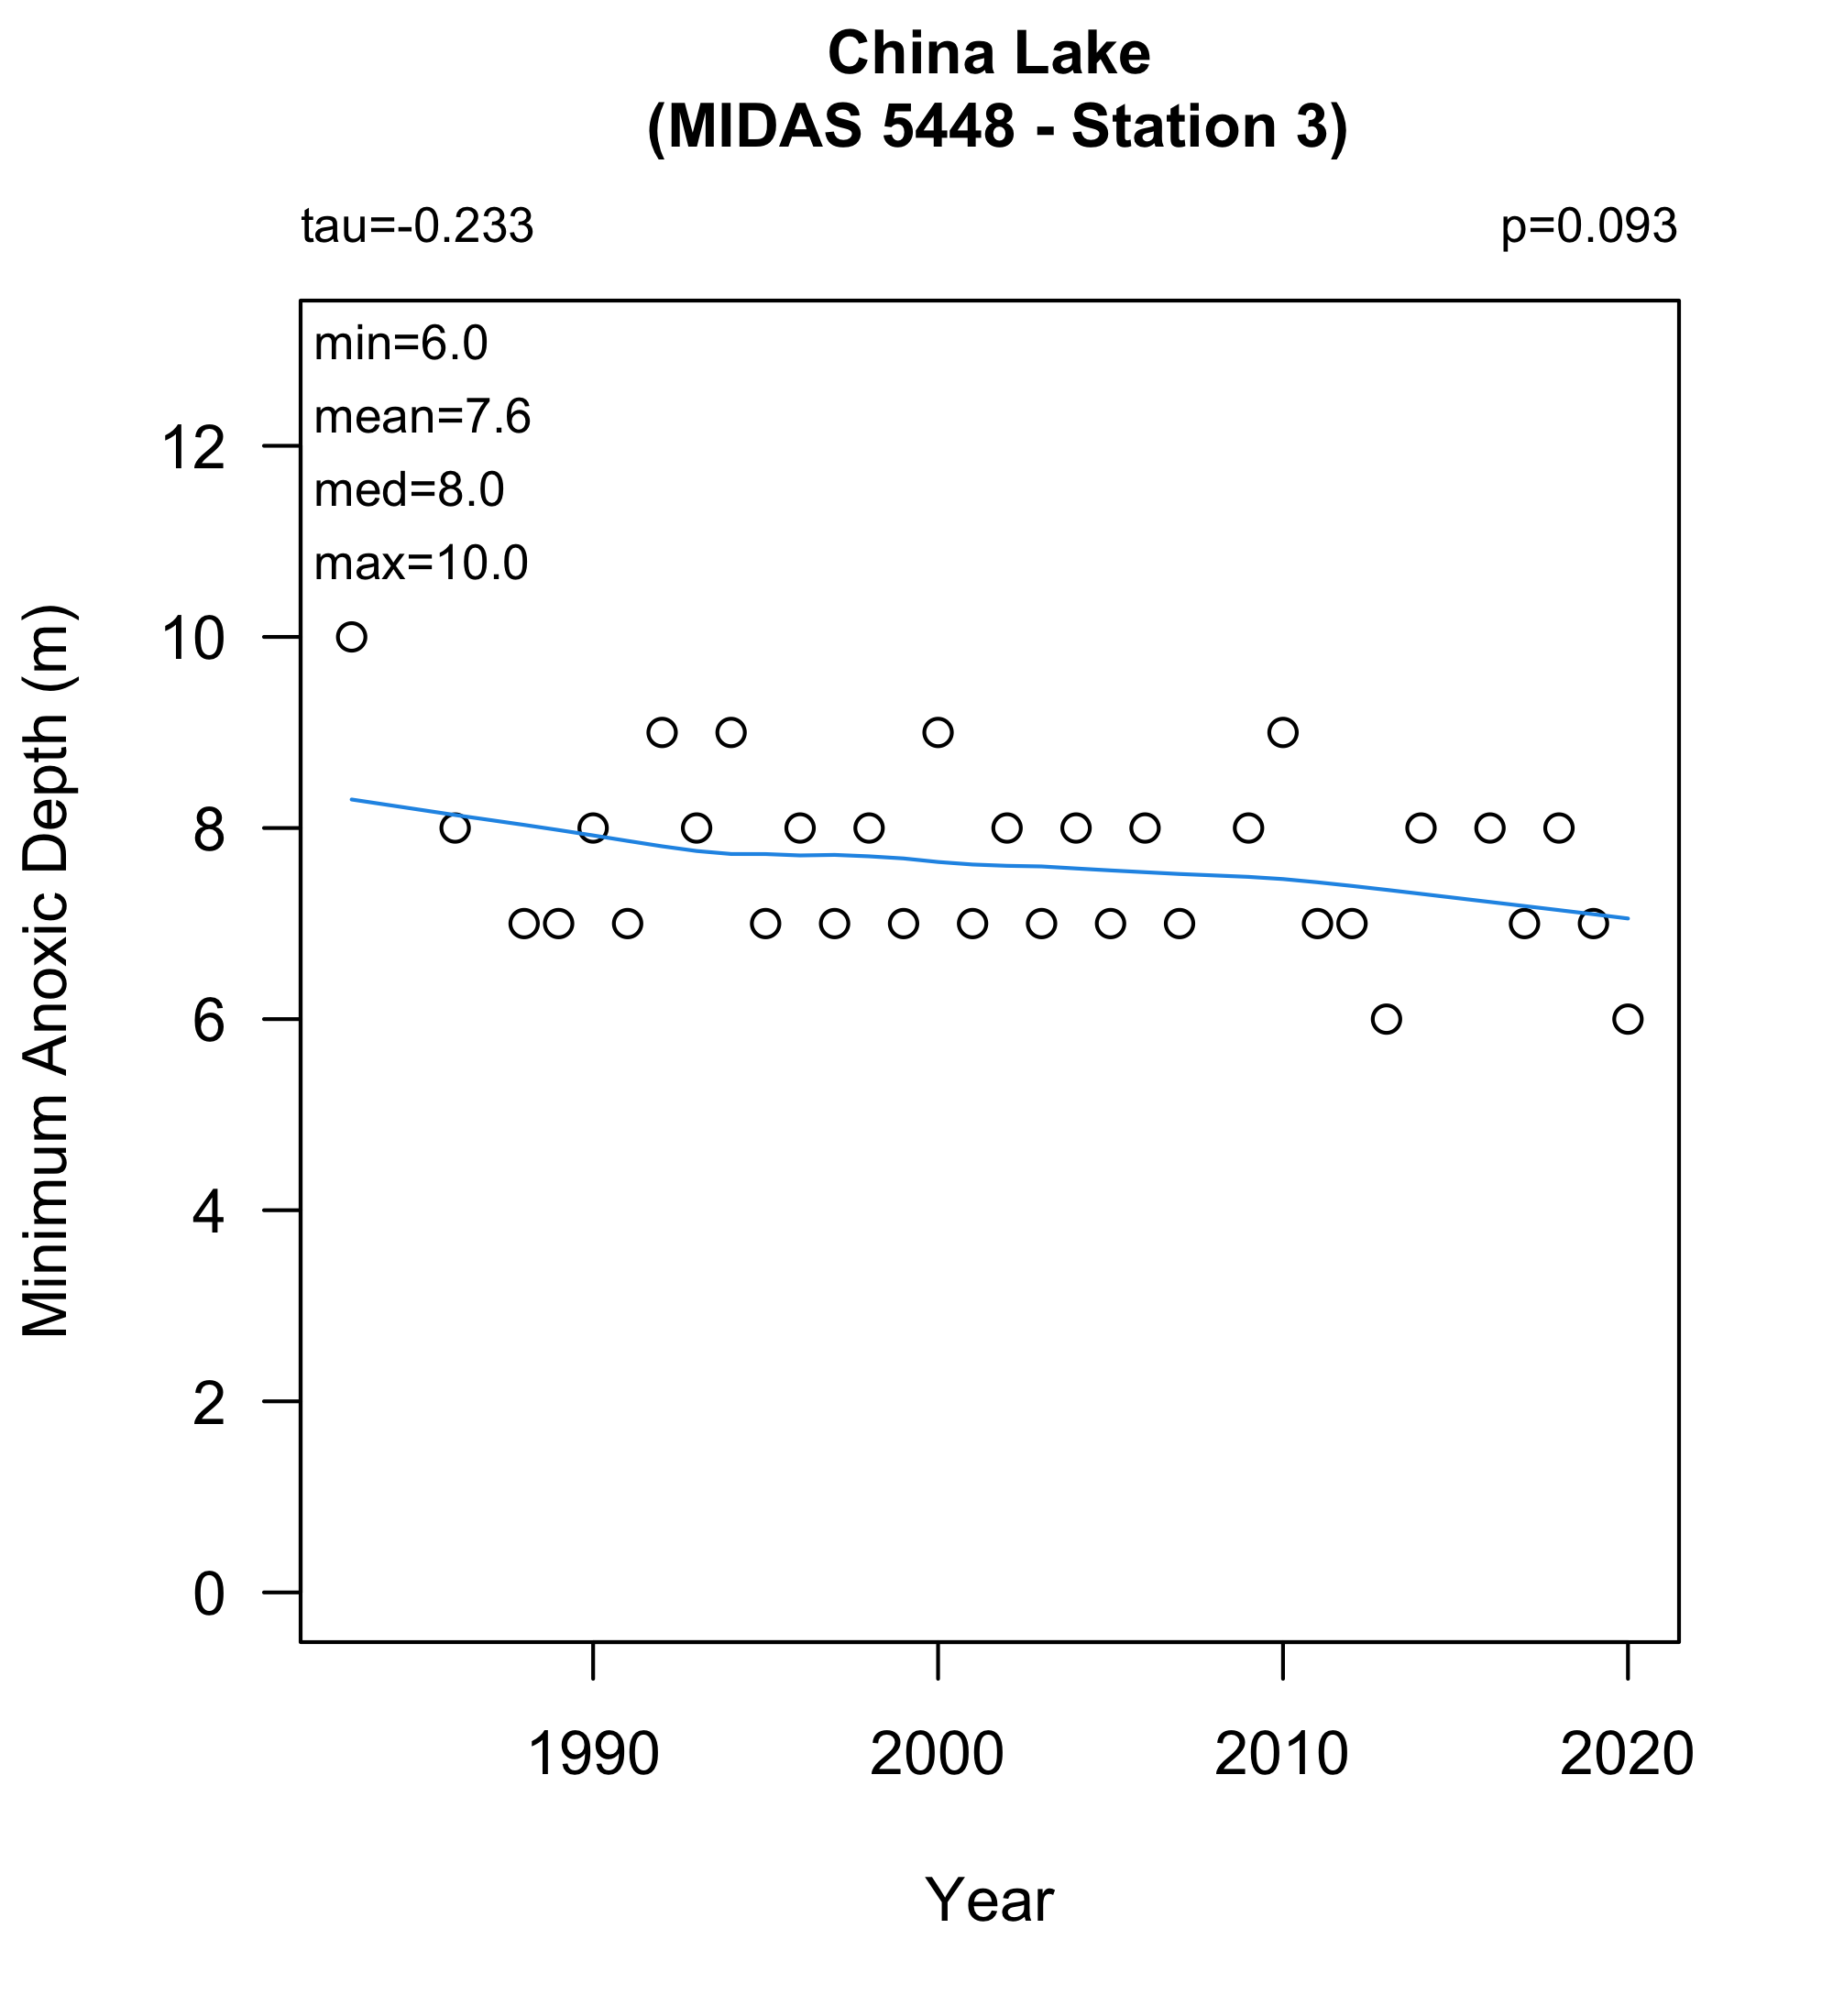 China Lake
(MIDAS 5448 - Station 3)
tau=-0.233
p=0.093
min=6.0
mean=7.6
med=8.0
max=10.0
Minimum Anoxic Depth (m)
12
10
8
6
4
2
0
1990
2000
2010
2020
Year